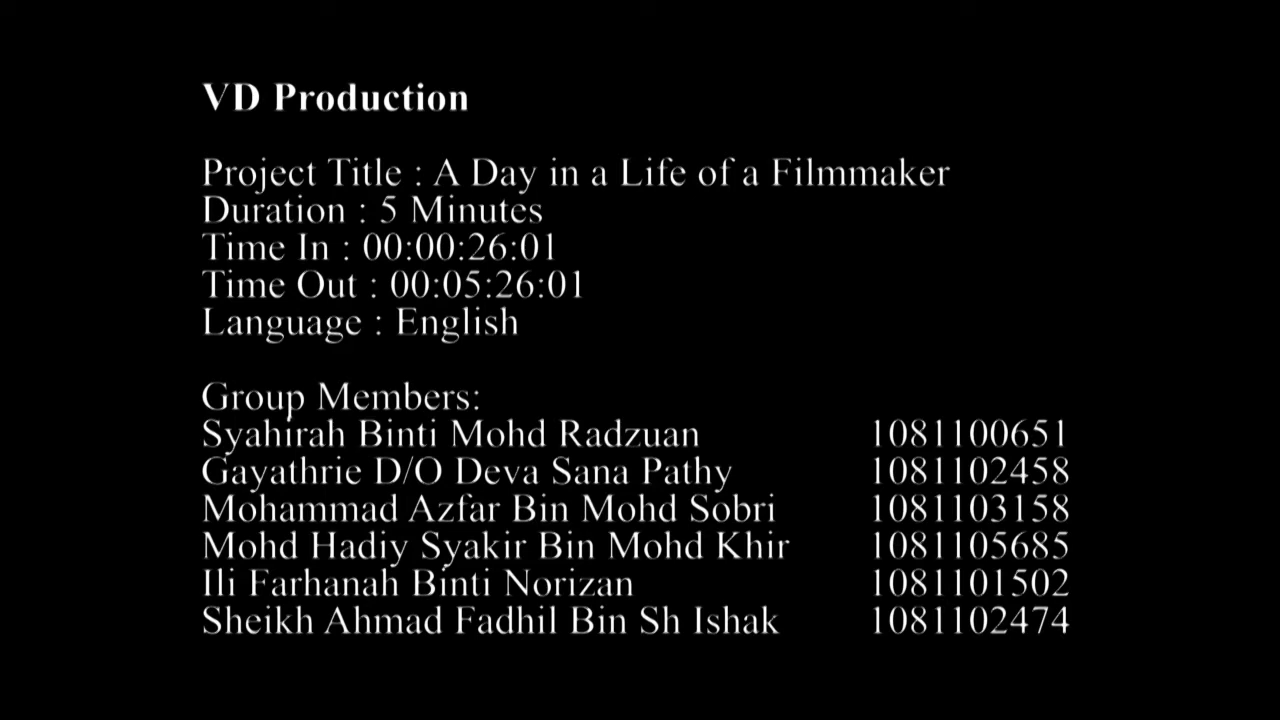 VD Production
Project Title : A Day in a Life of a Filmmaker
Duration : 5 Minutes
Time In : 00:00:26:01
Time Out : 00:05:26:01
Language : English
Group Members:
Syahirah Binti Mohd Radzuan 1081100651
Gayathrie D/O Deva Sana Pathy 1081102458
Mohammad Azfar Bin Mohd Sobri 1081103158
Mohd Hadiy Syakir Bin Mohd Khir 1081105685
Ili Farhanah Binti Norizan 1081101502
Sheikh Ahmad Fadhil Bin Sh Ishak 1081102474